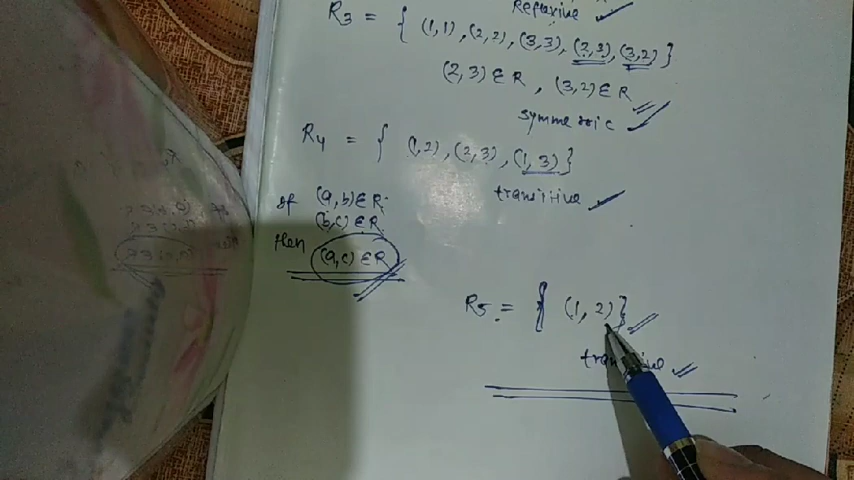 Reflexive ✓
R3 = { (1,1), (2,2), (3,3), (2,3), (3,2) }
(2,3) ∈ R , (3,2) ∈ R
symmetric ✓
R4 = { (1,2), (2,3), (1,3) }
transitive ✓
If (a,b) ∈ R
(b,c) ∈ R
then (a,c) ∈ R
R5 = { (1,2) } ✓
transitive ✓